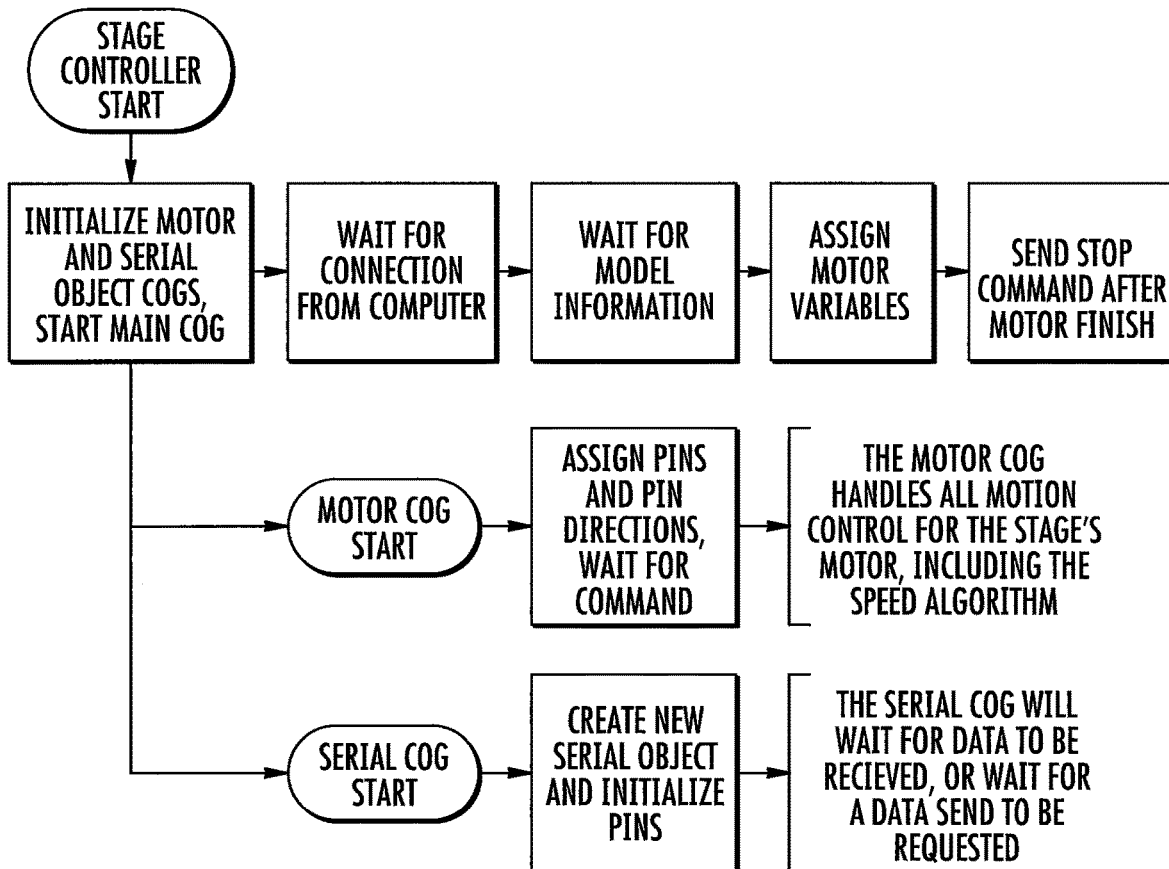 STAGE
CONTROLLER
START
INITIALIZE MOTOR
AND SERIAL
OBJECT COGS,
START MAIN COG
WAIT FOR
CONNECTION
FROM COMPUTER
WAIT FOR
MODEL
INFORMATION
ASSIGN
MOTOR
VARIABLES
SEND STOP
COMMAND AFTER
MOTOR FINISH
MOTOR COG
START
ASSIGN PINS
AND PIN
DIRECTIONS,
WAIT FOR
COMMAND
THE MOTOR COG
HANDLES ALL MOTION
CONTROL FOR THE STAGE'S
MOTOR, INCLUDING THE
SPEED ALGORITHM
SERIAL COG
START
CREATE NEW
SERIAL OBJECT
AND INITIALIZE
PINS
THE SERIAL COG WILL
WAIT FOR DATA TO BE
RECIEVED, OR WAIT FOR
A DATA SEND TO BE
REQUESTED